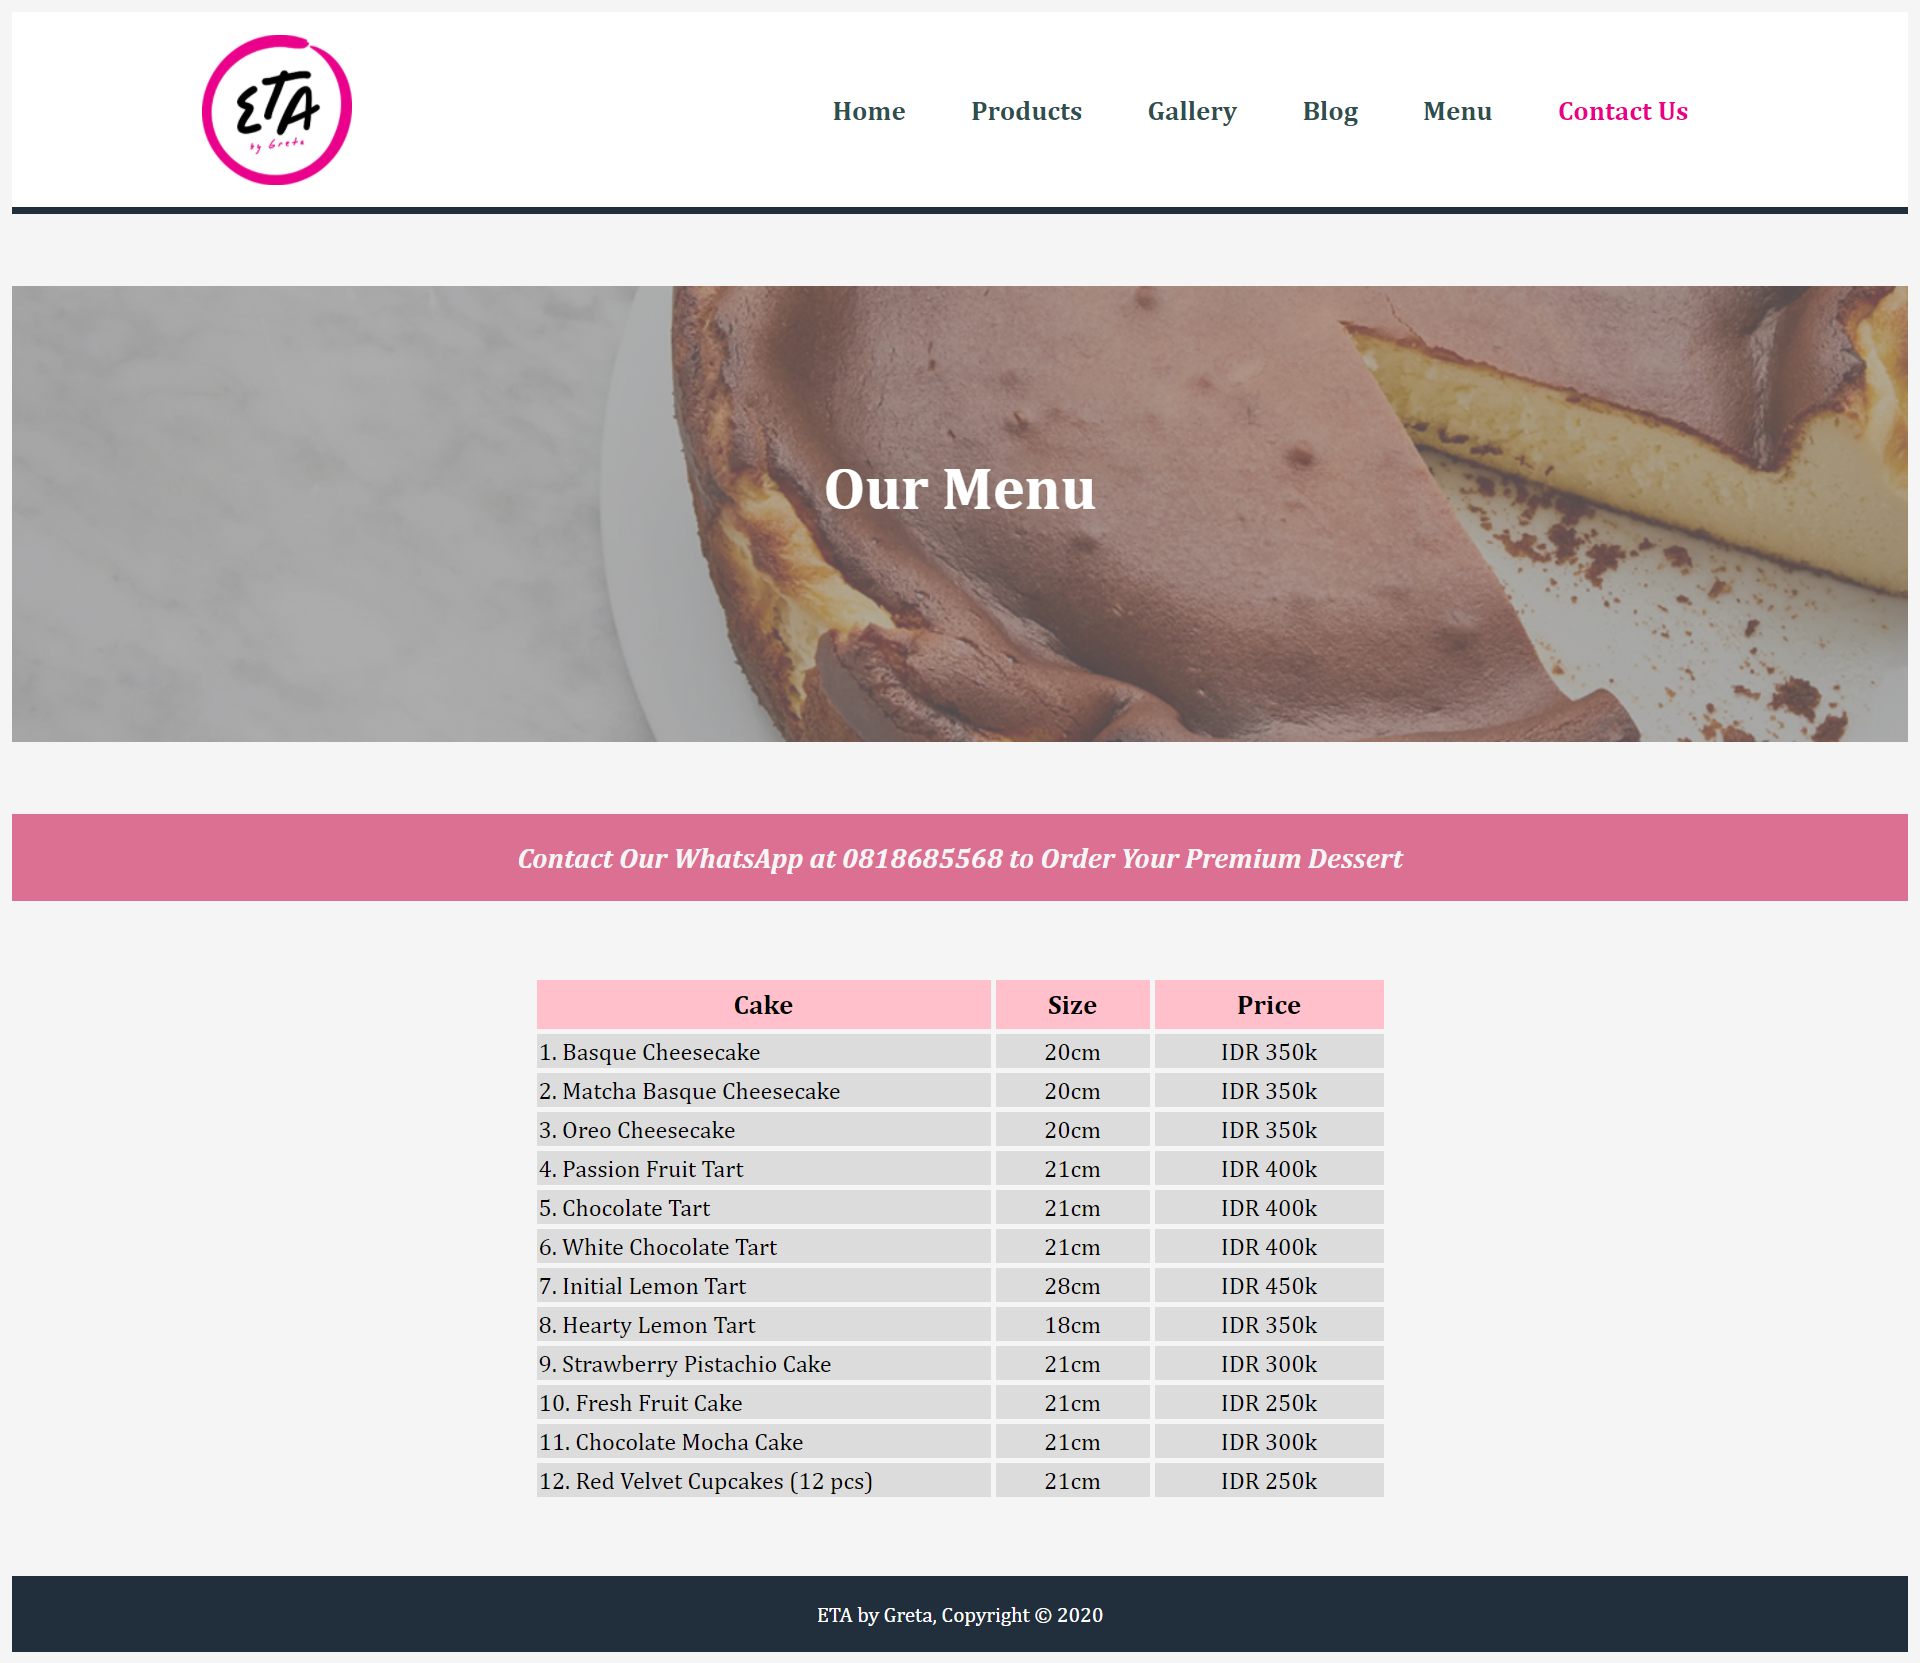 ETA
by Greta
Home Products Gallery Blog Menu Contact Us
Our Menu
Contact Our WhatsApp at 0818685568 to Order Your Premium Dessert
Cake Size Price
1. Basque Cheesecake 20cm IDR 350k
2. Matcha Basque Cheesecake 20cm IDR 350k
3. Oreo Cheesecake 20cm IDR 350k
4. Passion Fruit Tart 21cm IDR 400k
5. Chocolate Tart 21cm IDR 400k
6. White Chocolate Tart 21cm IDR 400k
7. Initial Lemon Tart 28cm IDR 450k
8. Hearty Lemon Tart 18cm IDR 350k
9. Strawberry Pistachio Cake 21cm IDR 300k
10. Fresh Fruit Cake 21cm IDR 250k
11. Chocolate Mocha Cake 21cm IDR 300k
12. Red Velvet Cupcakes (12 pcs) 21cm IDR 250k
ETA by Greta, Copyright © 2020